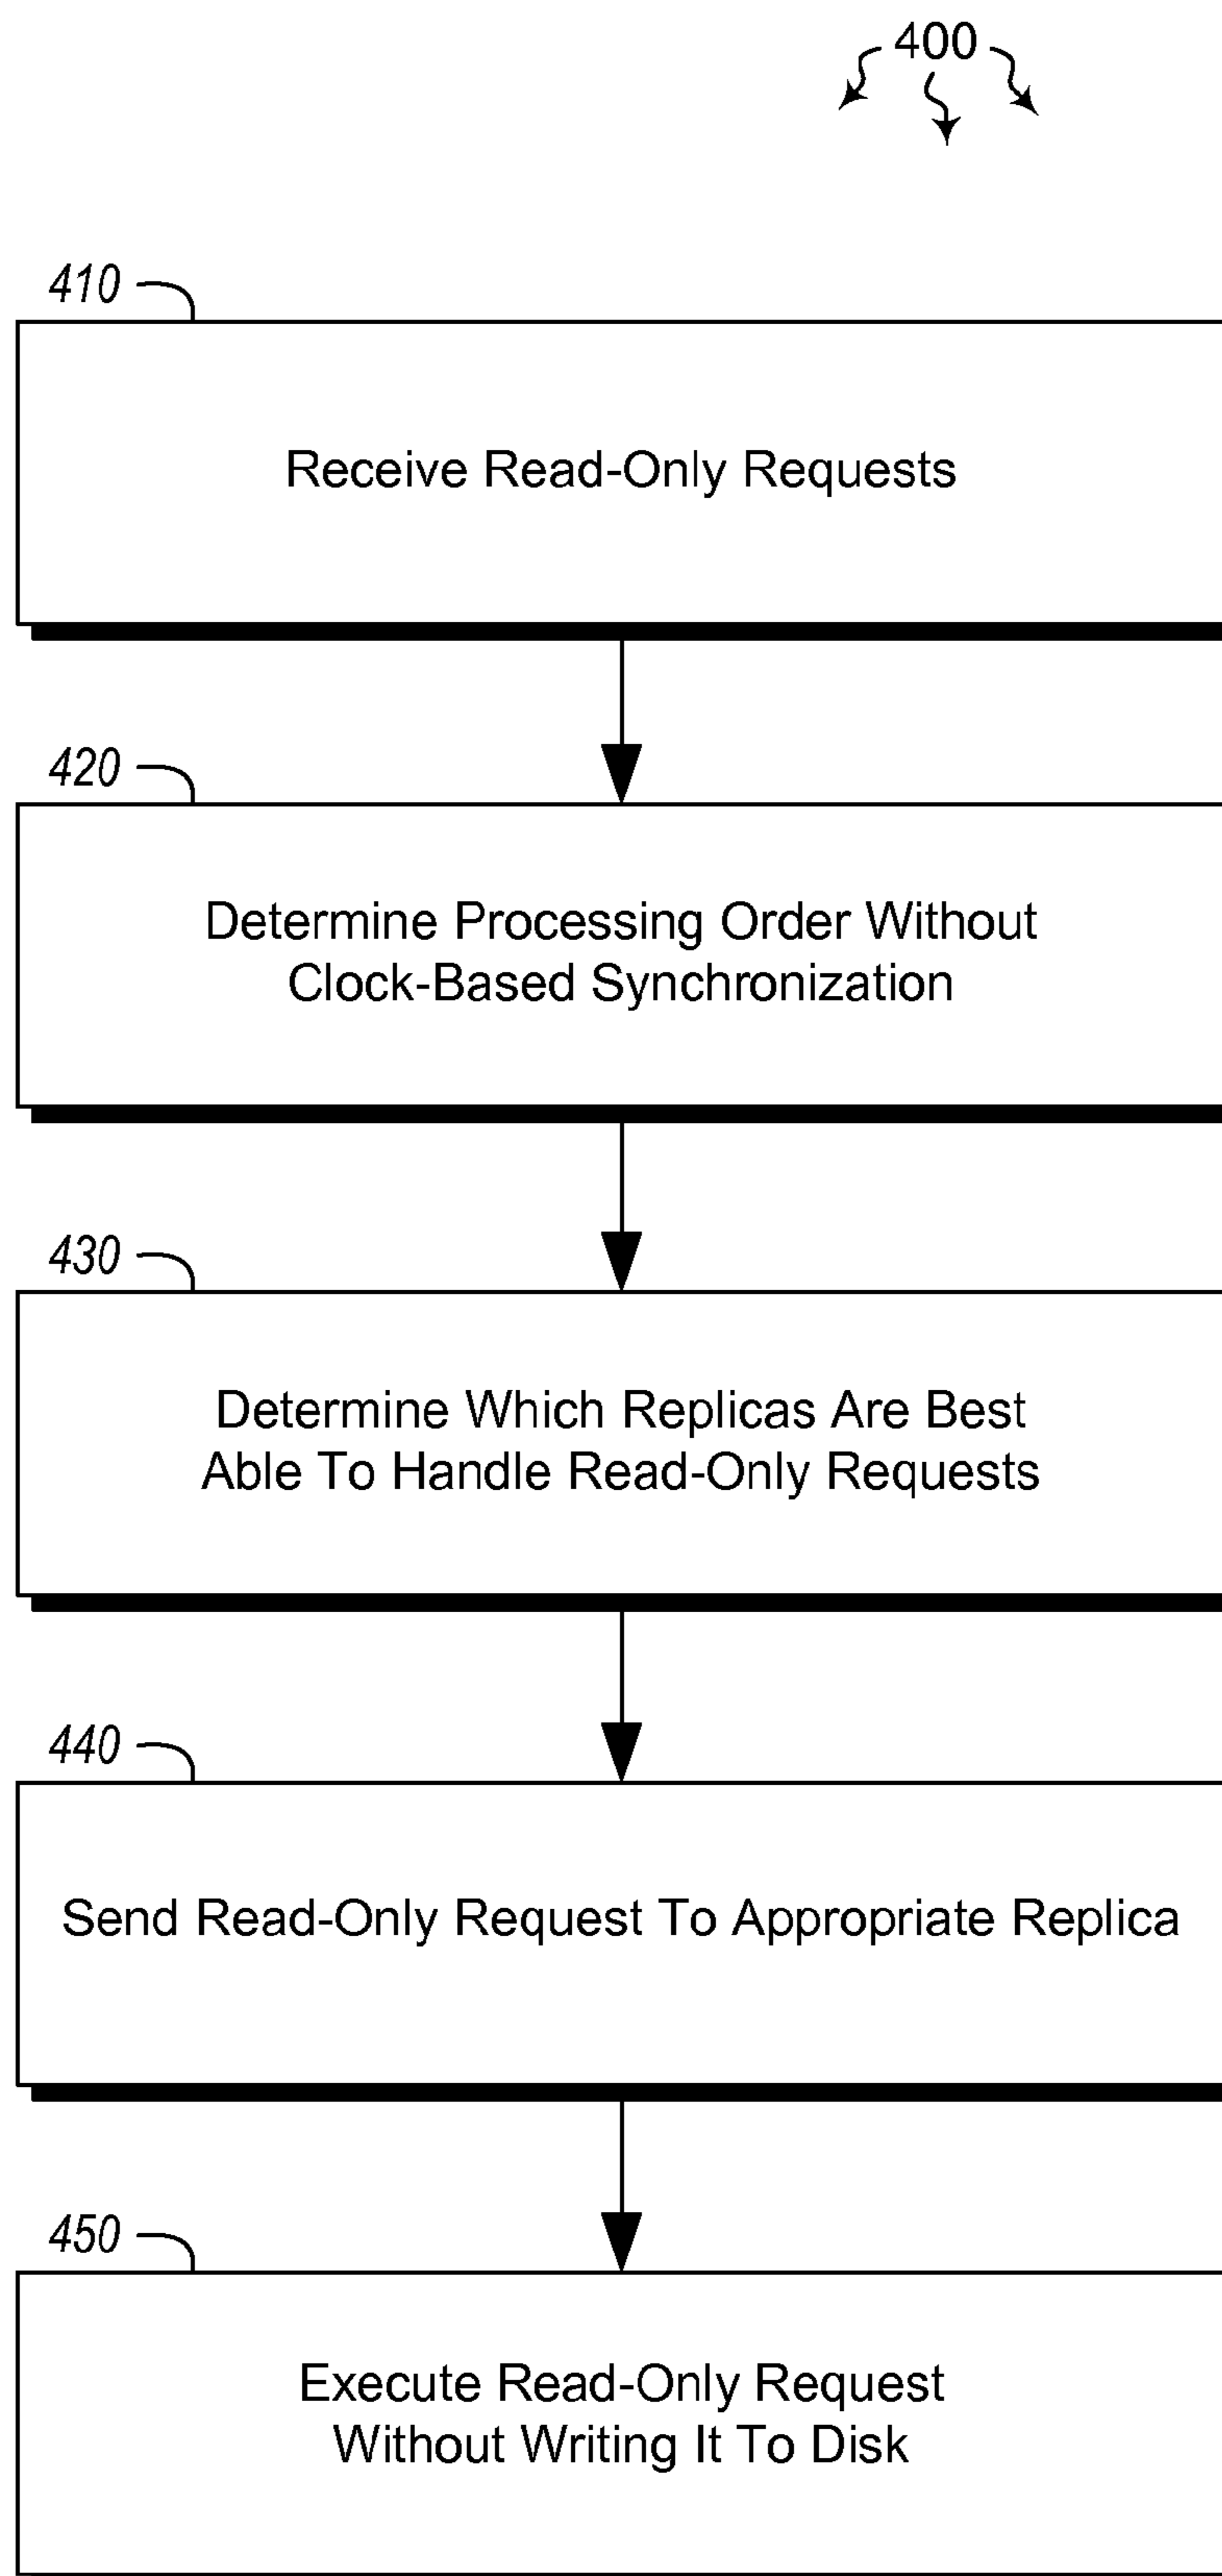 400
410
Receive Read-Only Requests
420
Determine Processing Order Without
Clock-Based Synchronization
430
Determine Which Replicas Are Best
Able To Handle Read-Only Requests
440
Send Read-Only Request To Appropriate Replica
450
Execute Read-Only Request
Without Writing It To Disk